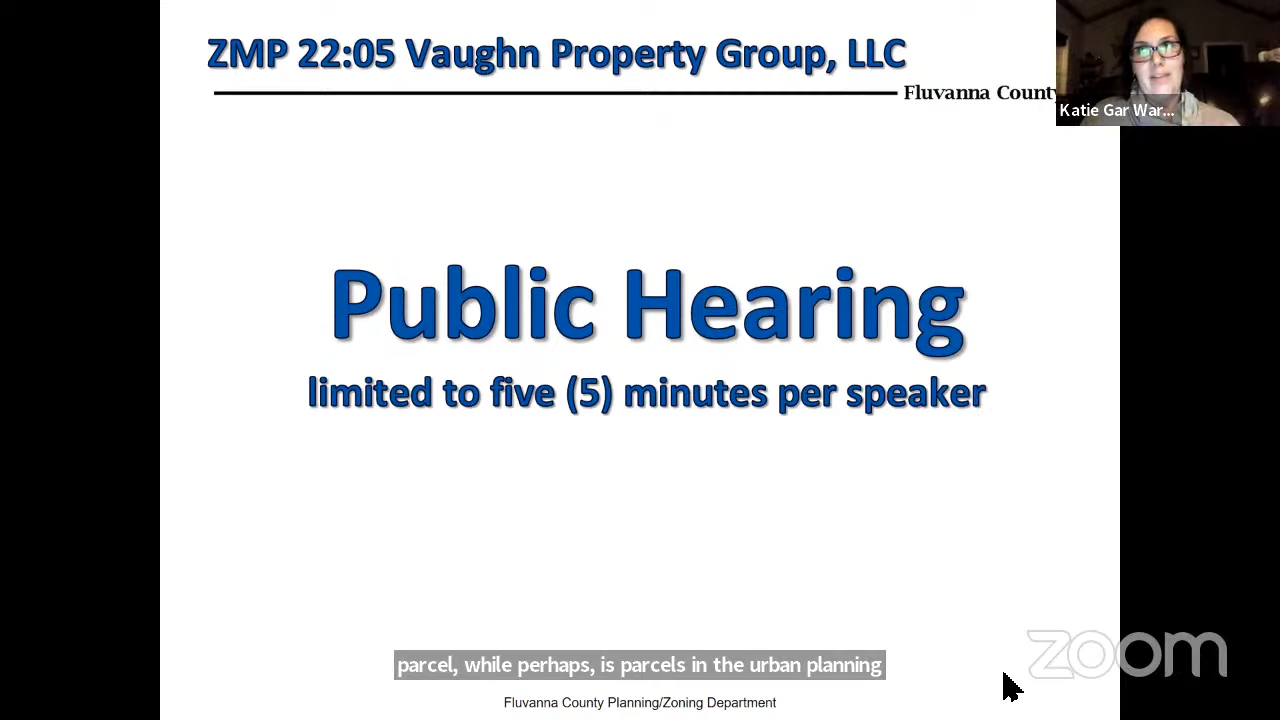 ZMP 22:05 Vaughn Property Group, LLC
Fluvanna County
Katie Gar War...
Public Hearing
limited to five (5) minutes per speaker
parcel, while perhaps, is parcels in the urban planning
zoom
Fluvanna County Planning/Zoning Department